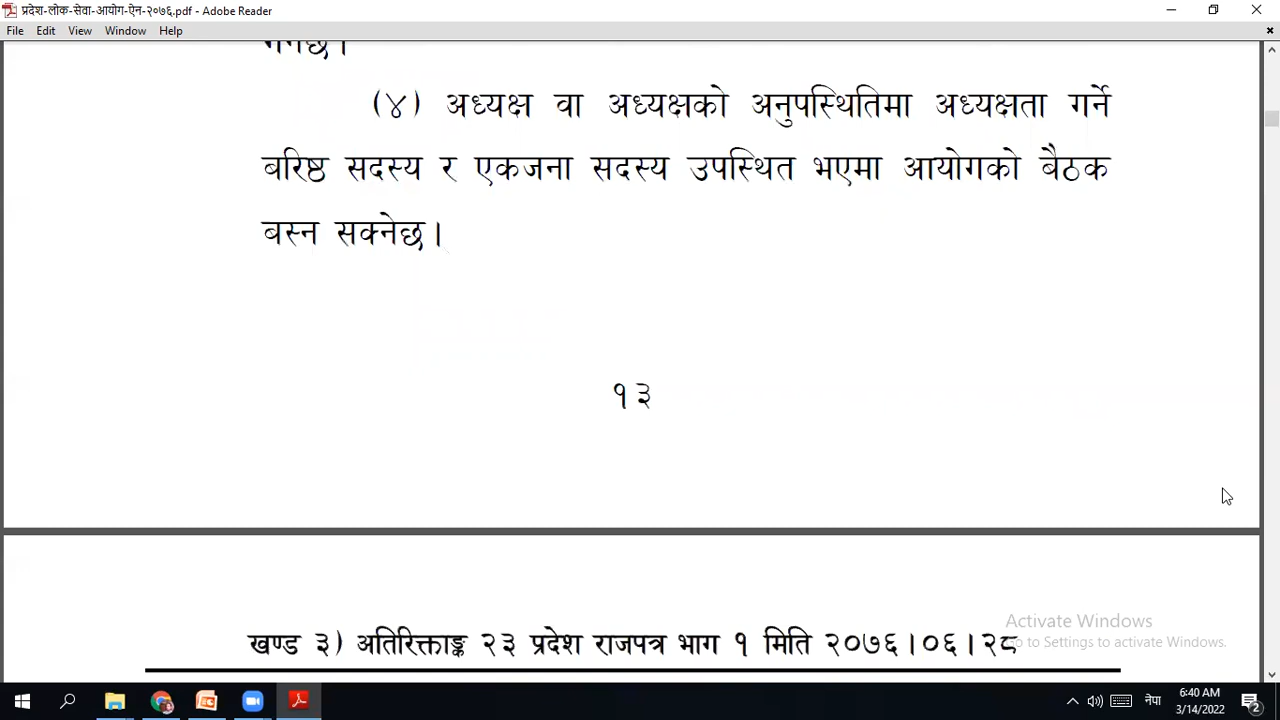 प्रदेश-लोक-सेवा-आयोग-ऐन-२०७६.pdf - Adobe Reader
File Edit View Window Help
(४) अध्यक्ष वा अध्यक्षको अनुपस्थितिमा अध्यक्षता गर्ने
बरिष्ठ सदस्य र एकजना सदस्य उपस्थित भएमा आयोगको बैठक
बस्न सक्नेछ।
१३
खण्ड ३) अतिरिक्ताङ्क २३ प्रदेश राजपत्र भाग १ मिति २०७६।०६।२८
Activate Windows
Go to Settings to activate Windows.
नेपा
6:40 AM
3/14/2022
2